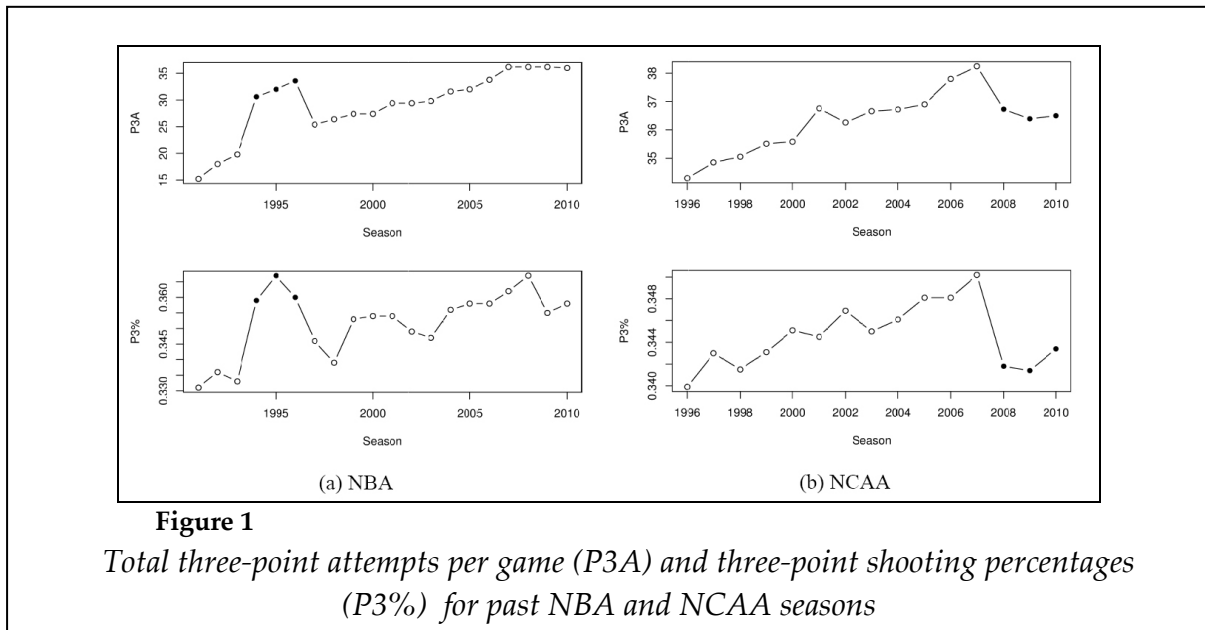 P3A
35
30
25
20
15
1995 2000 2005 2010
Season
P3%
0.360
0.345
0.330
1995 2000 2005 2010
Season
(a) NBA
P3A
38
37
36
35
1996 1998 2000 2002 2004 2006 2008 2010
Season
P3%
0.348
0.344
0.340
1996 1998 2000 2002 2004 2006 2008 2010
Season
(b) NCAA
Figure 1
Total three-point attempts per game (P3A) and three-point shooting percentages
(P3%) for past NBA and NCAA seasons